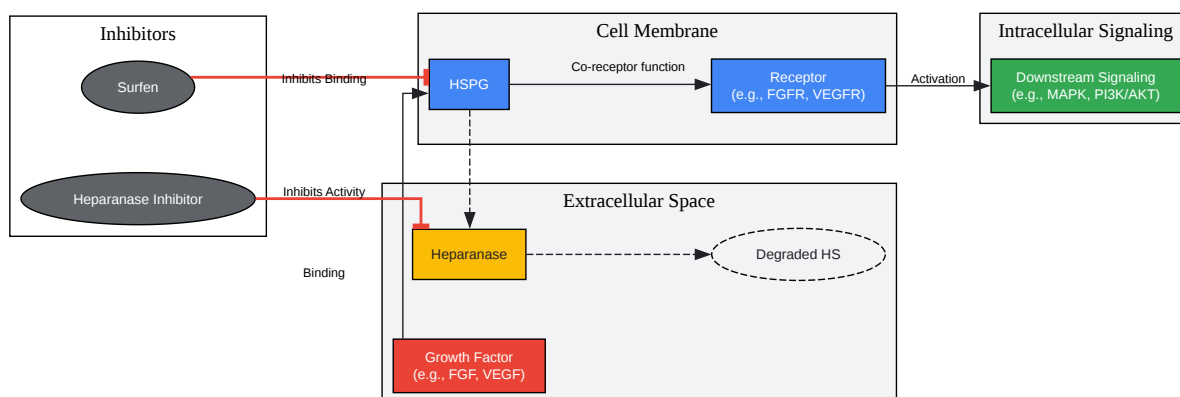 Inhibitors
Cell Membrane
Intracellular Signaling
Surfen
Inhibits Binding
HSPG
Co-receptor function
Receptor
(e.g., FGFR, VEGFR)
Activation
Downstream Signaling
(e.g., MAPK, PI3K/AKT)
Heparanase Inhibitor
Inhibits Activity
Extracellular Space
Heparanase
Degraded HS
Binding
Growth Factor
(e.g., FGF, VEGF)